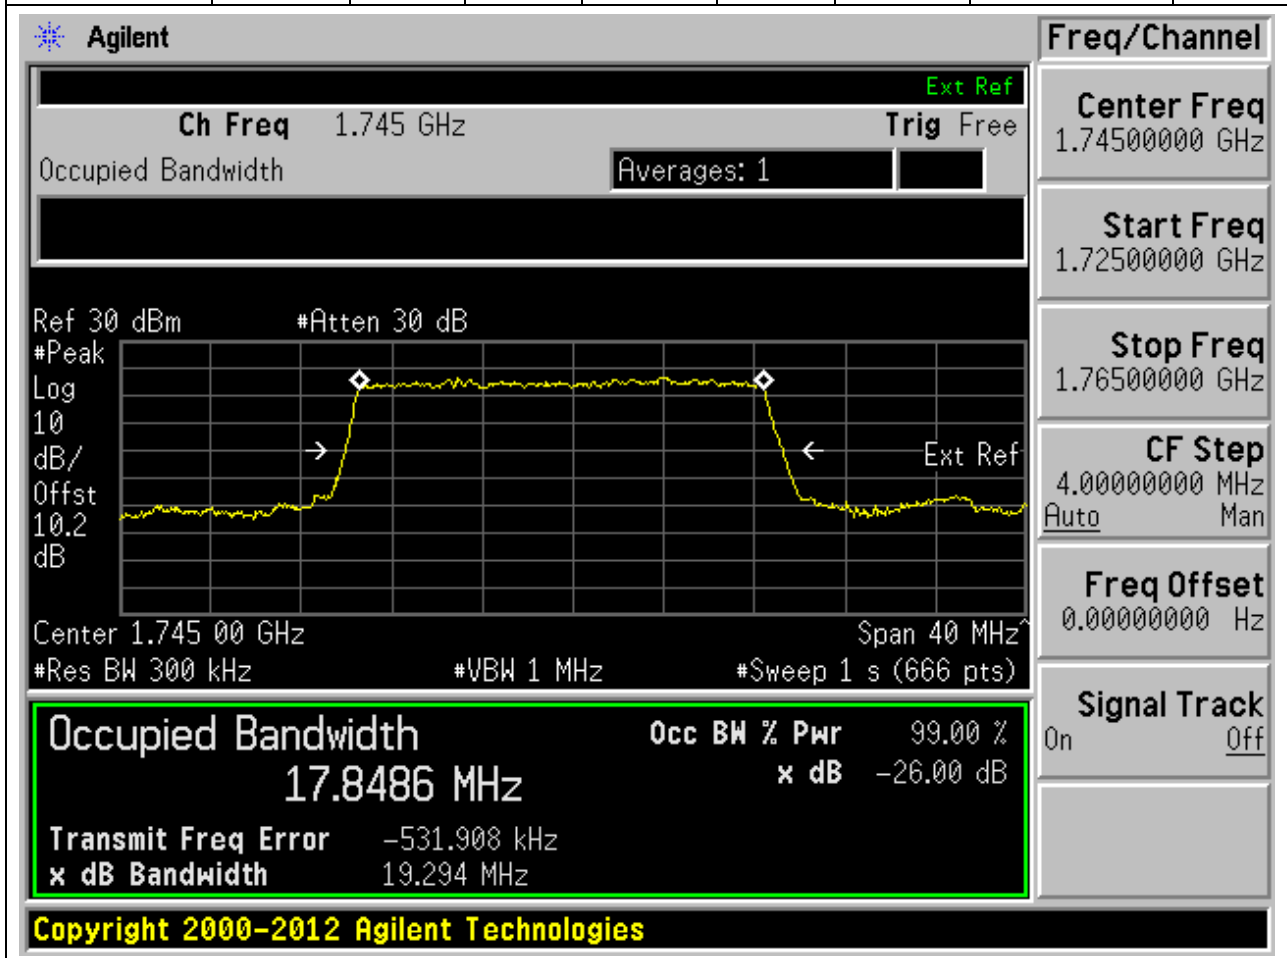 Agilent
Ext Ref
Ch Freq 1.745 GHz Trig Free
Occupied Bandwidth Averages: 1
Ref 30 dBm #Atten 30 dB
#Peak
Log
10
dB/
Offst
10.2
dB
Ext Ref
Center 1.745 00 GHz Span 40 MHz^
#Res BW 300 kHz #VBW 1 MHz #Sweep 1 s (666 pts)
Occupied Bandwidth Occ BW % Pwr 99.00 %
17.8486 MHz x dB -26.00 dB
Transmit Freq Error -531.908 kHz
x dB Bandwidth 19.294 MHz
Copyright 2000-2012 Agilent Technologies
Freq/Channel
Center Freq
1.74500000 GHz
Start Freq
1.72500000 GHz
Stop Freq
1.76500000 GHz
CF Step
4.00000000 MHz
Auto Man
Freq Offset
0.00000000 Hz
Signal Track
On Off